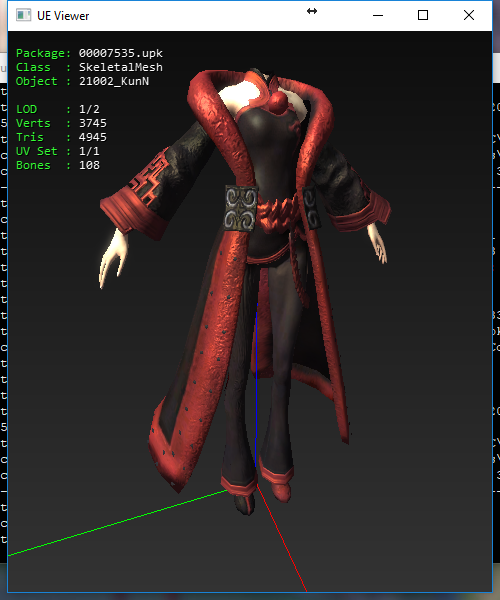 UE Viewer
Package: 00007535.upk
Class : SkeletalMesh
Object : 21002_KunN
LOD : 1/2
Verts : 3745
Tris : 4945
UV Set : 1/1
Bones : 108